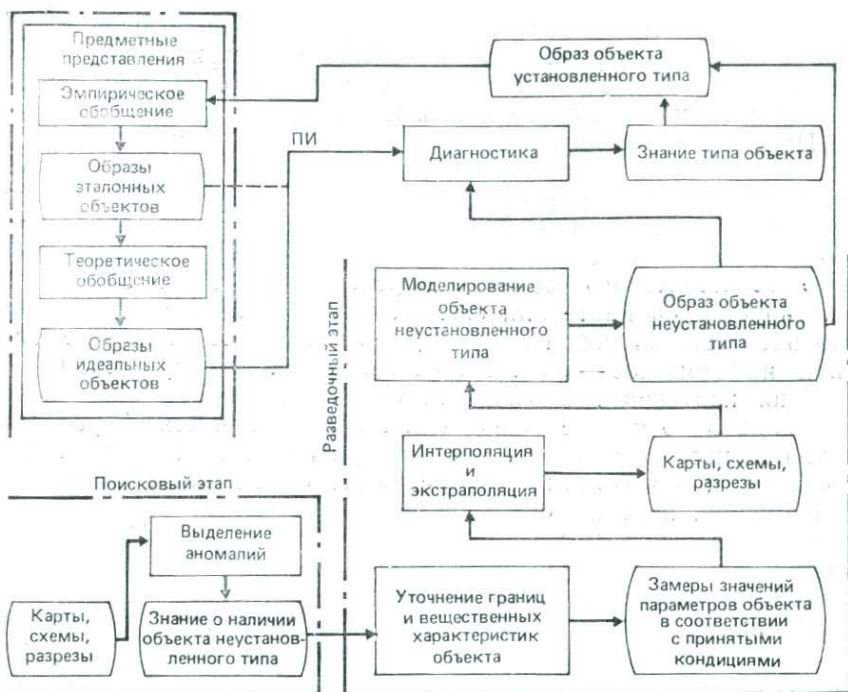 Предметные
представления
Эмпирическое
обобщение
Образы
эталонных
объектов
Теоретическое
обобщение
Образы
идеальных
объектов
ПИ
Образ объекта
установленного типа
Диагностика
Знание типа объекта
Разведочный этап
Моделирование
объекта
неустановленного
типа
Образ объекта
неустановленного
типа
Интерполяция
и
экстраполяция
Карты, схемы,
разрезы
Поисковый этап
Выделение
аномалий
Карты,
схемы,
разрезы
Знание о наличии
объекта неустанов-
ленного типа
Уточнение границ
и вещественных
характеристик
объекта
Замеры значений
параметров объекта
в соответствии
с принятыми
кондициями